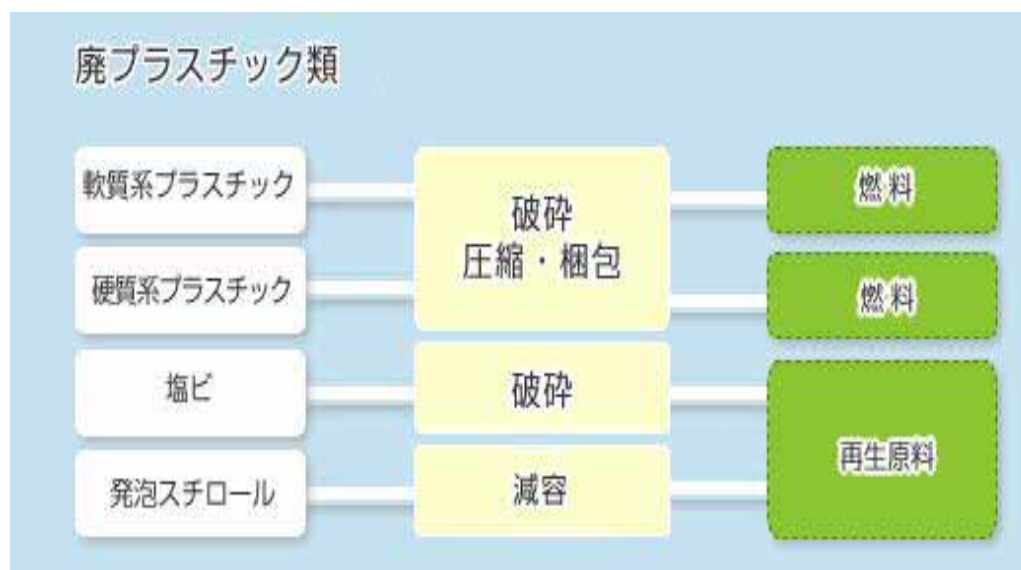 廃プラスチック類
軟質系プラスチック
破砕
圧縮・梱包
燃料
硬質系プラスチック
燃料
塩ビ
破砕
再生原料
発泡スチロール
減容